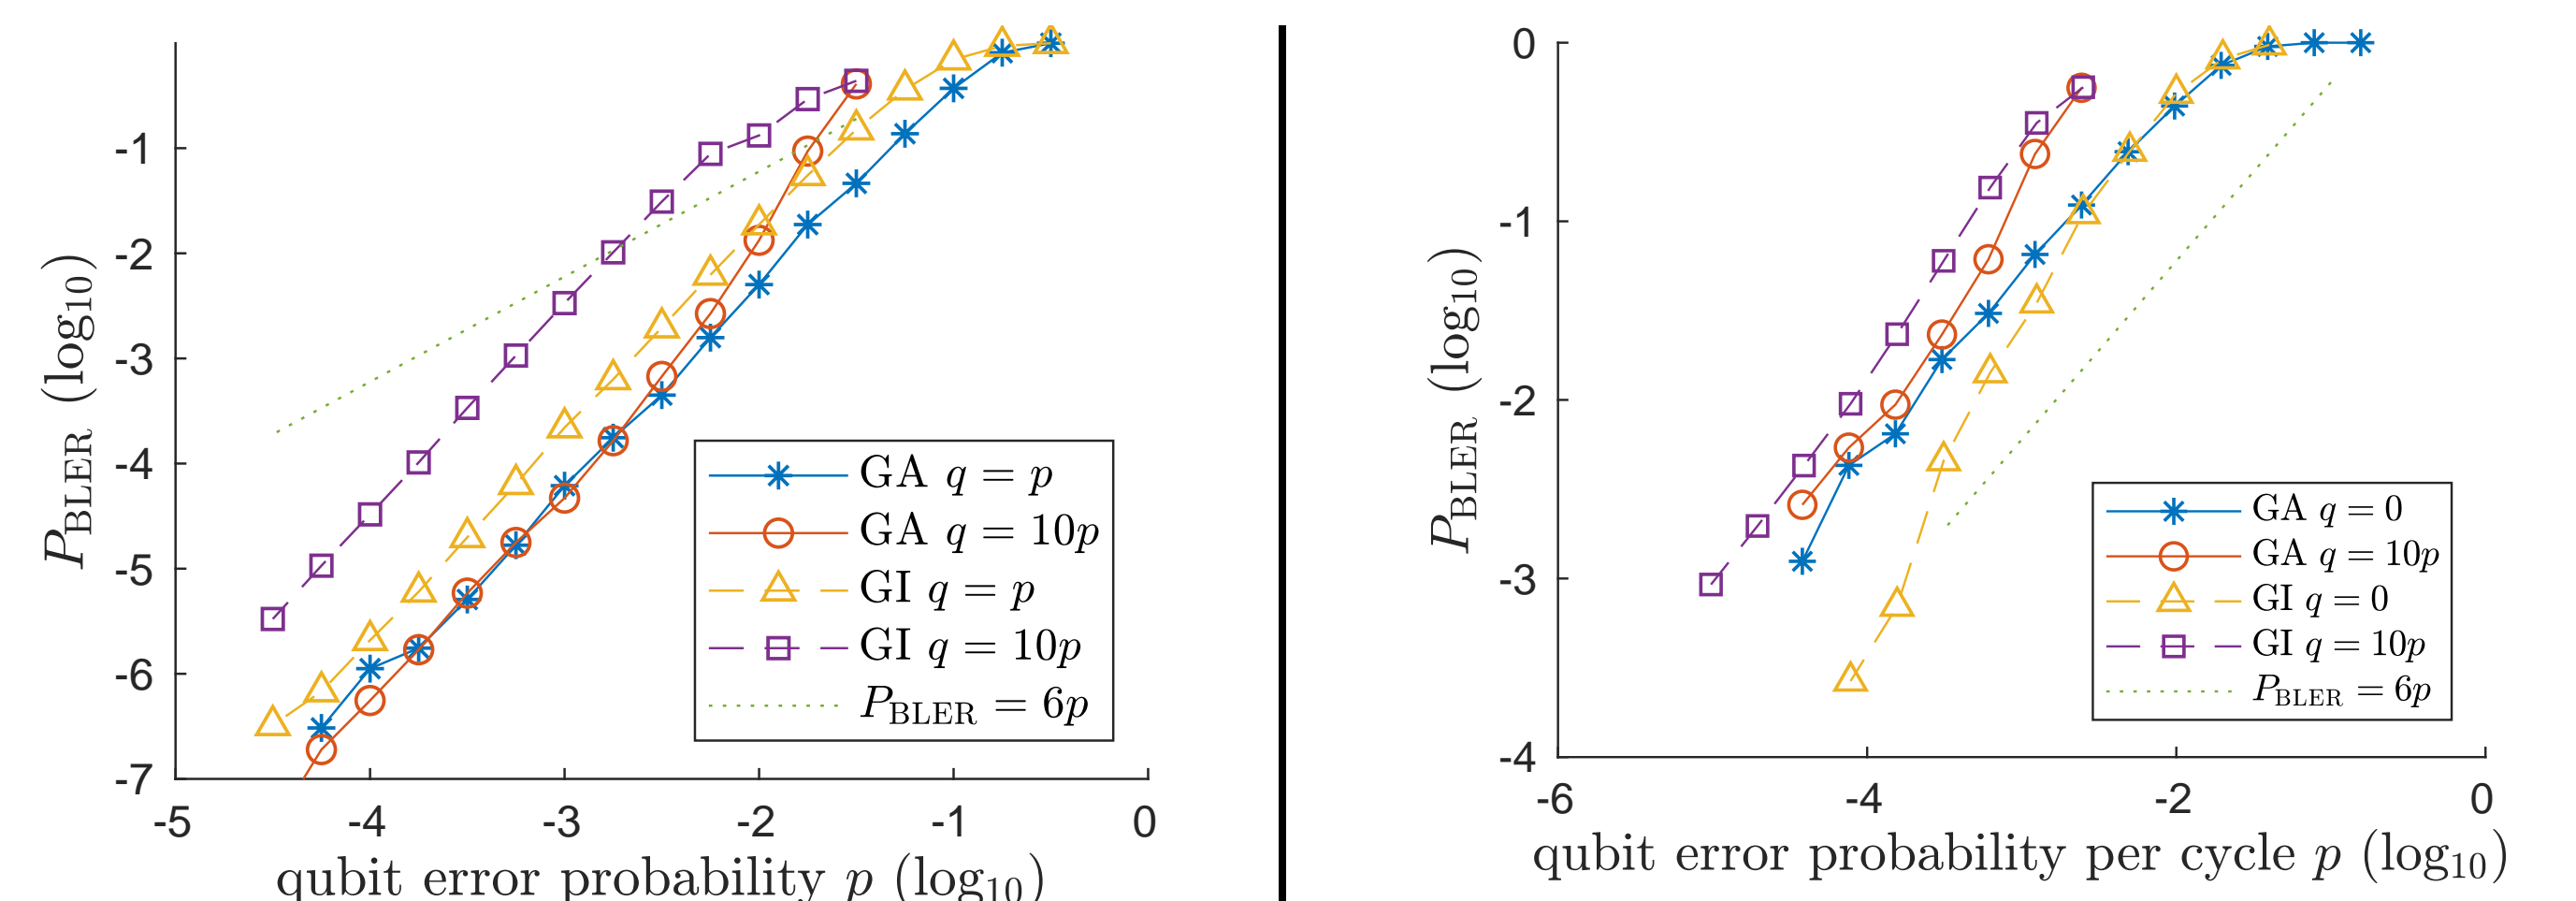 -1
-2
-3
-4
-5
-6
-7
-5 -4 -3 -2 -1 0
P_BLER (log10)
qubit error probability p (log10)
GA q = p
GA q = 10p
GI q = p
GI q = 10p
P_BLER = 6p
0
-1
-2
-3
-4
-6 -4 -2 0
P_BLER (log10)
qubit error probability per cycle p (log10)
GA q = 0
GA q = 10p
GI q = 0
GI q = 10p
P_BLER = 6p